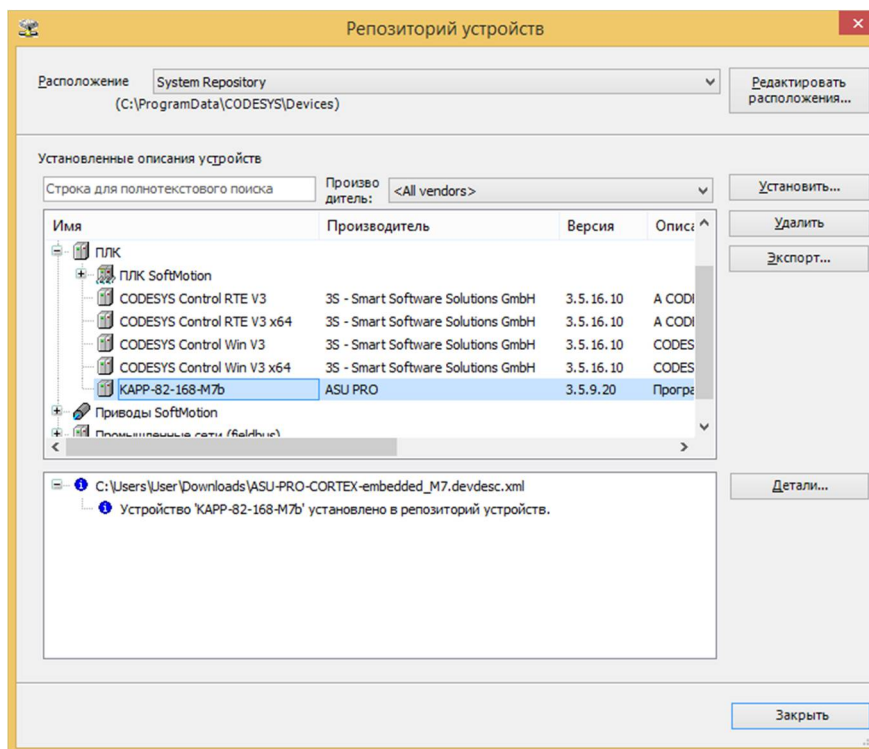 Репозиторий устройств
Расположение System Repository
(C:\ProgramData\CODESYS\Devices)
Редактировать
расположения...
Установленные описания устройств
Строка для полнотекстового поиска
Произво
дитель:
<All vendors>
Установить...
Удалить
Экспорт...
Имя Производитель ВерсияОписа
ПЛК
ПЛК SoftMotion
CODESYS Control RTE V3 3S - Smart Software Solutions GmbH 3.5.16.10 A CODI
CODESYS Control RTE V3 x64 3S - Smart Software Solutions GmbH 3.5.16.10 A CODI
CODESYS Control Win V3 3S - Smart Software Solutions GmbH 3.5.16.10 CODES
CODESYS Control Win V3 x64 3S - Smart Software Solutions GmbH 3.5.16.10 CODES
KAPP-82-168-M7b ASU PRO 3.5.9.20 Програ
Приводы SoftMotion
Промышленные сети (fieldbus)
C:\Users\User\Downloads\ASU-PRO-CORTEX-embedded_M7.devdesc.xml
Устройство 'KAPP-82-168-M7b' установлено в репозиторий устройств.
Детали...
Закрыть